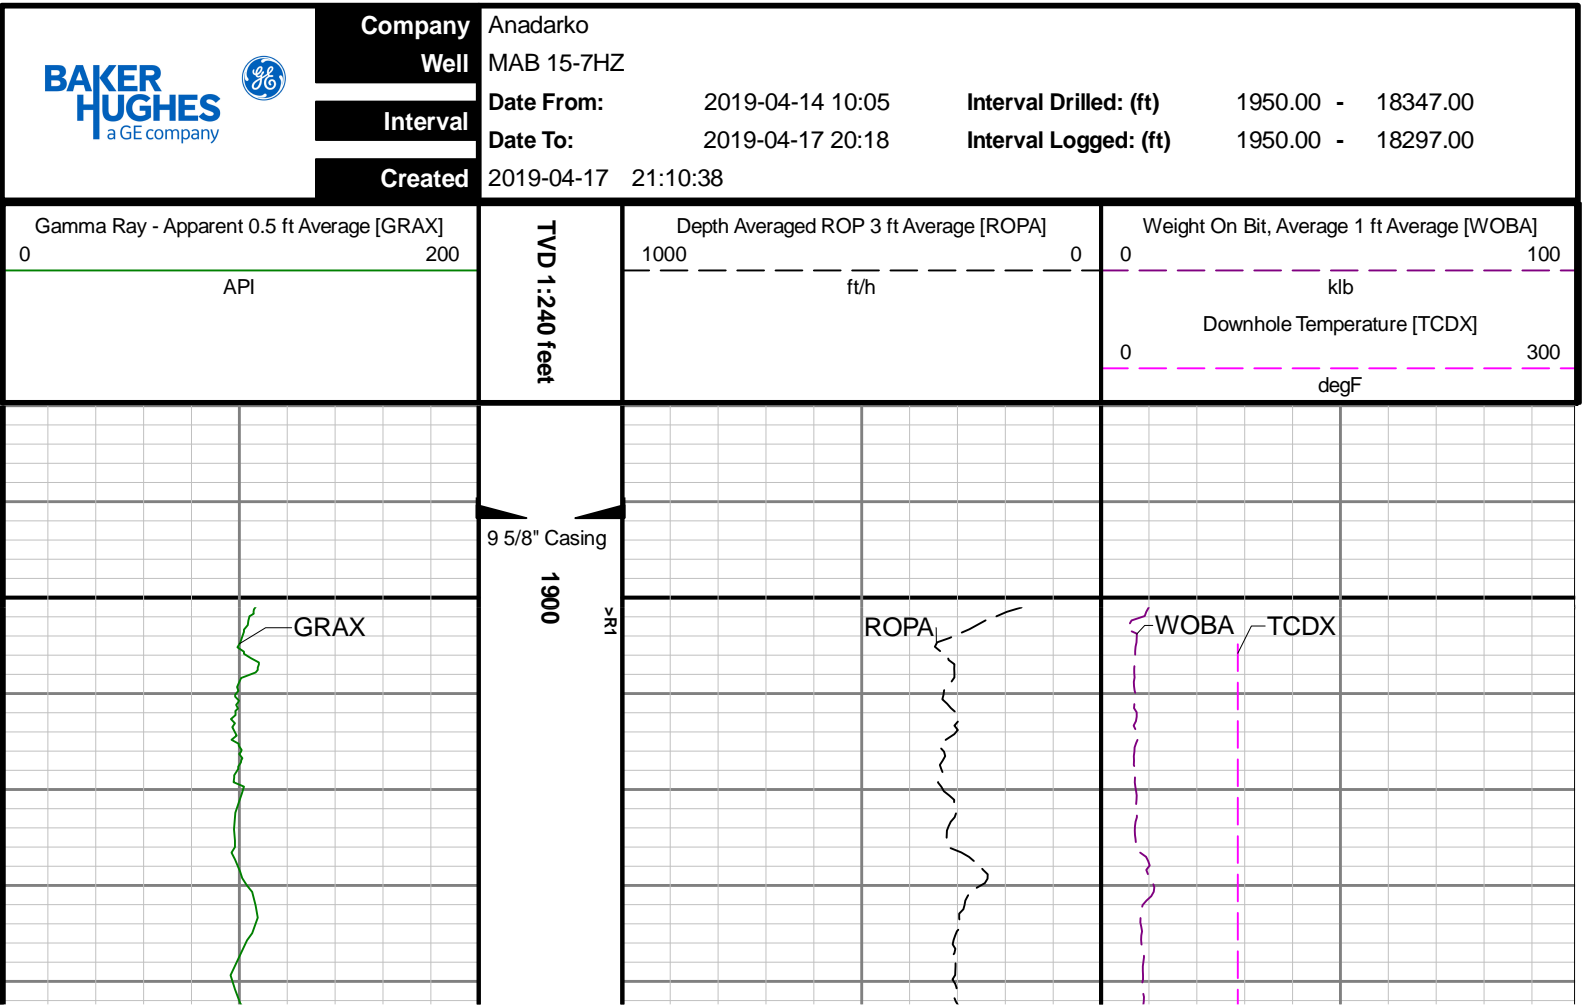 BAKER
HUGHES
a GE company
GE
Company Anadarko
Well MAB 15-7HZ
Interval
Date From: 2019-04-14 10:05 Interval Drilled: (ft) 1950.00 - 18347.00
Date To: 2019-04-17 20:18 Interval Logged: (ft) 1950.00 - 18297.00
Created 2019-04-17 21:10:38
Gamma Ray - Apparent 0.5 ft Average [GRAX]
0 200
API
TVD 1:240 feet
Depth Averaged ROP 3 ft Average [ROPA]
1000 0
ft/h
Weight On Bit, Average 1 ft Average [WOBA]
0 100
klb
Downhole Temperature [TCDX]
0 300
degF
9 5/8" Casing
1900
>R1
GRAX
ROPA
WOBA
TCDX